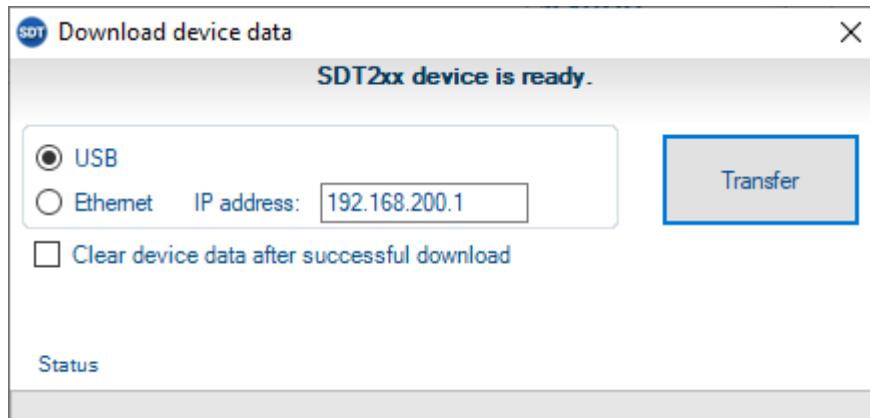 SDT Download device data
SDT2xx device is ready.
USB
Transfer
Ethernet IP address: 192.168.200.1
Clear device data after successful download
Status